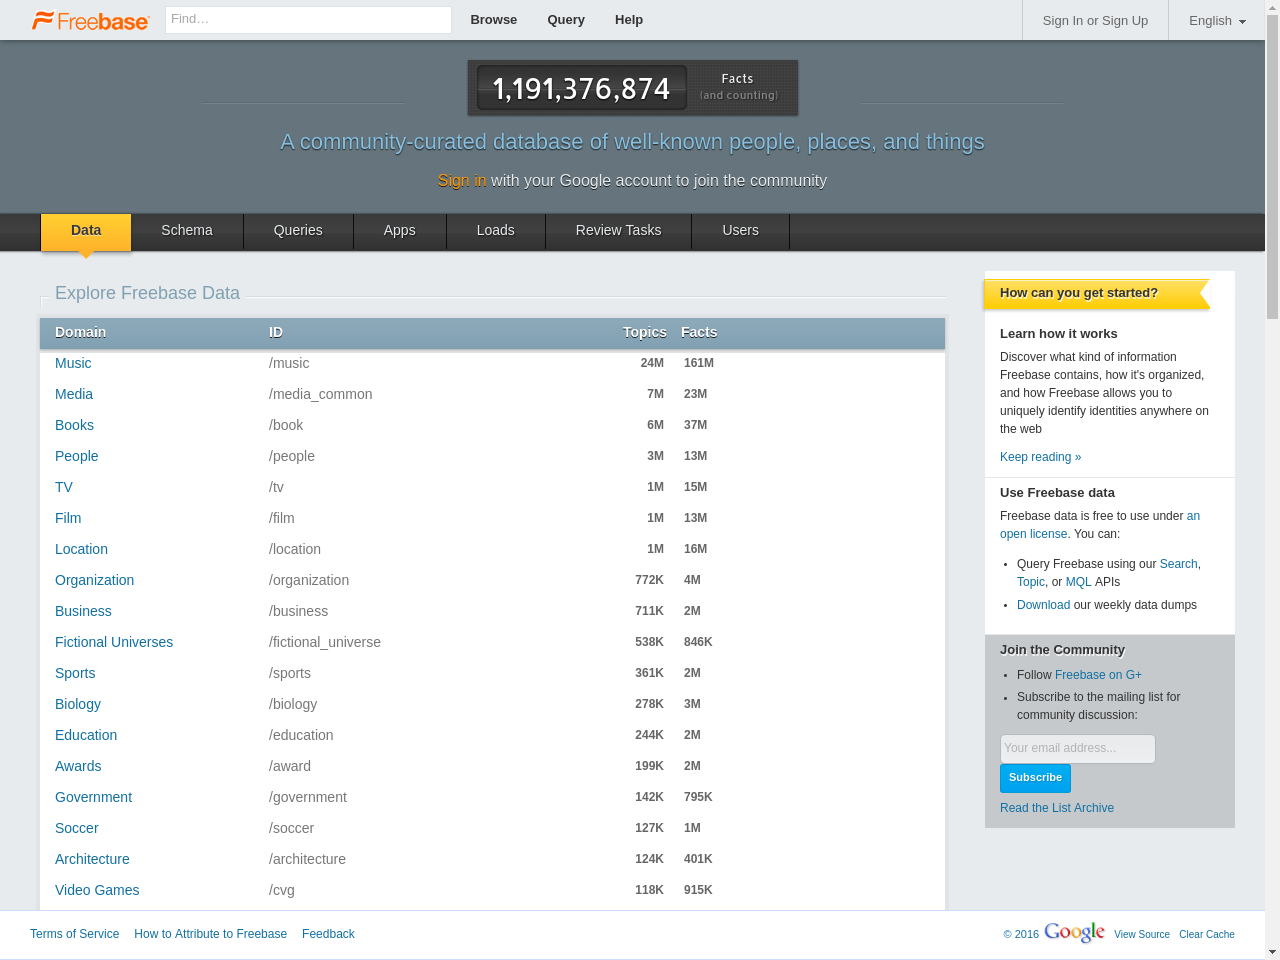 Freebase Find… Browse Query Help Sign In or Sign Up English
1,191,376,874 Facts
(and counting)
A community-curated database of well-known people, places, and things
Sign in with your Google account to join the community
Data Schema Queries Apps Loads Review Tasks Users
Explore Freebase Data
Domain ID Topics Facts
Music /music 24M 161M
Media /media_common 7M 23M
Books /book 6M 37M
People /people 3M 13M
TV /tv 1M 15M
Film /film 1M 13M
Location /location 1M 16M
Organization /organization 772K 4M
Business /business 711K 2M
Fictional Universes /fictional_universe 538K 846K
Sports /sports 361K 2M
Biology /biology 278K 3M
Education /education 244K 2M
Awards /award 199K 2M
Government /government 142K 795K
Soccer /soccer 127K 1M
Architecture /architecture 124K 401K
Video Games /cvg 118K 915K
How can you get started?
Learn how it works
Discover what kind of information
Freebase contains, how it's organized,
and how Freebase allows you to
uniquely identify identities anywhere on
the web
Keep reading »
Use Freebase data
Freebase data is free to use under an
open license. You can:
• Query Freebase using our Search,
Topic, or MQL APIs
• Download our weekly data dumps
Join the Community
• Follow Freebase on G+
• Subscribe to the mailing list for
community discussion:
Your email address...
Subscribe
Read the List Archive
Terms of Service How to Attribute to Freebase Feedback © 2016 Google View Source Clear Cache